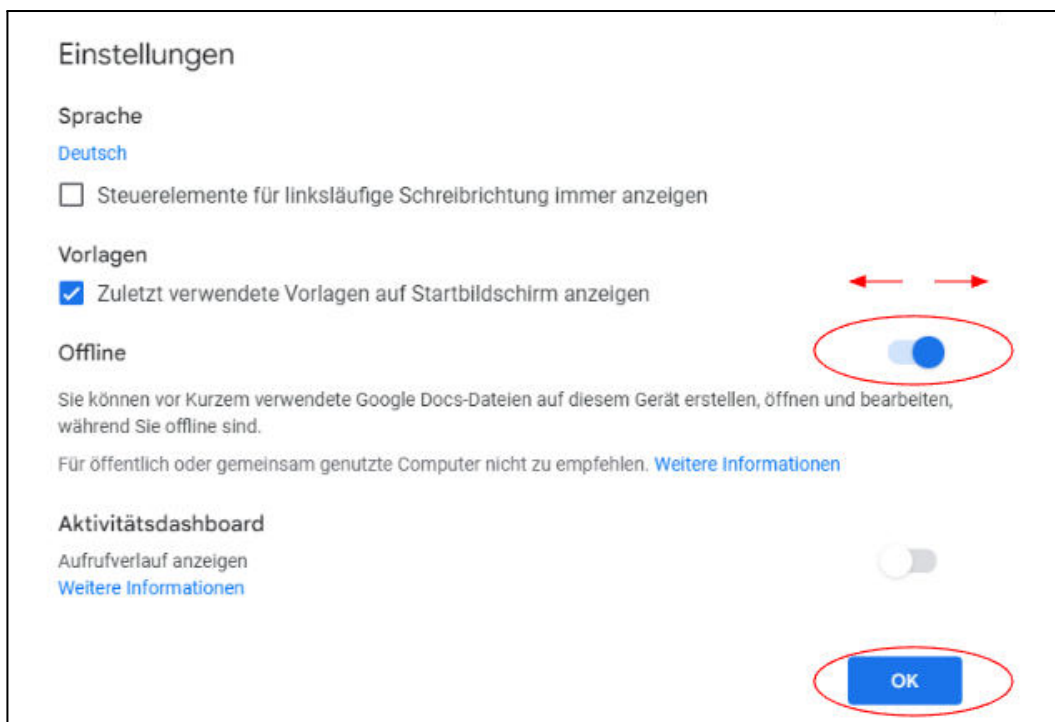 Einstellungen
Sprache
Deutsch
Steuerelemente für linksläufige Schreibrichtung immer anzeigen
Vorlagen
Zuletzt verwendete Vorlagen auf Startbildschirm anzeigen
Offline
Sie können vor Kurzem verwendete Google Docs-Dateien auf diesem Gerät erstellen, öffnen und bearbeiten,
während Sie offline sind.
Für öffentlich oder gemeinsam genutzte Computer nicht zu empfehlen. Weitere Informationen
Aktivitätsdashboard
Aufrufverlauf anzeigen
Weitere Informationen
OK